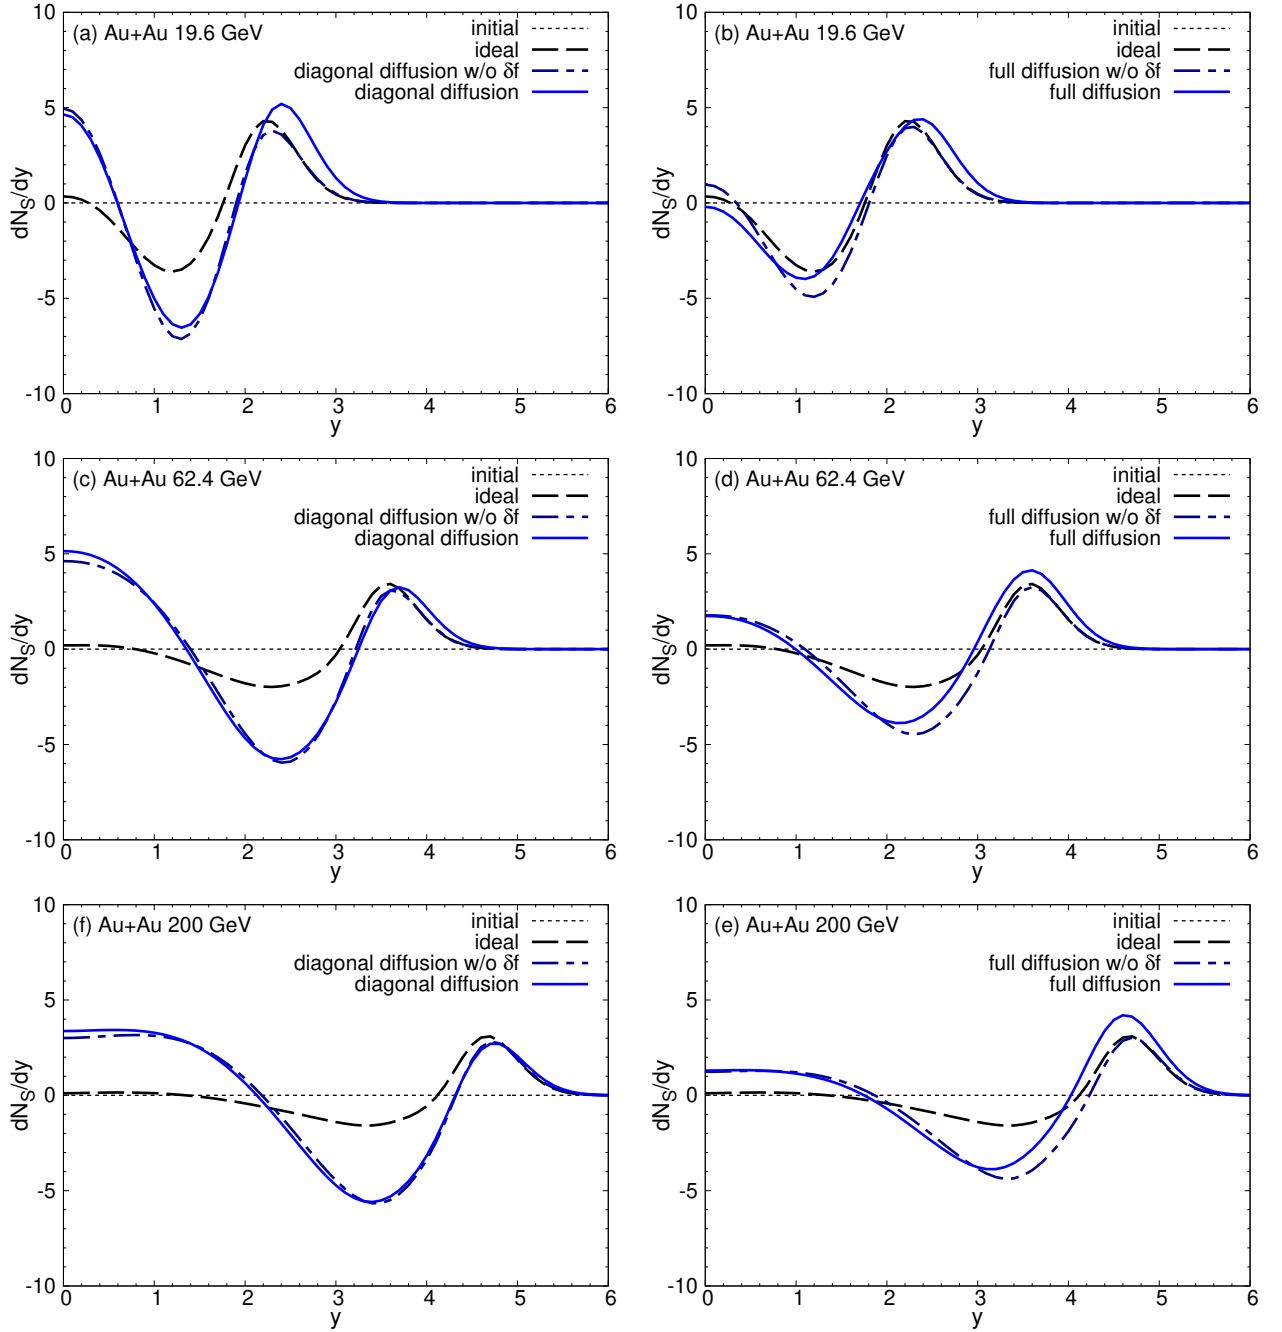 (a) Au+Au 19.6 GeV
initial
ideal
diagonal diffusion w/o δf
diagonal diffusion
10
5
0
-5
-10
dN_S/dy
0 1 2 3 4 5 6
y
(b) Au+Au 19.6 GeV
initial
ideal
full diffusion w/o δf
full diffusion
10
5
0
-5
-10
dN_S/dy
0 1 2 3 4 5 6
y
(c) Au+Au 62.4 GeV
initial
ideal
diagonal diffusion w/o δf
diagonal diffusion
10
5
0
-5
-10
dN_S/dy
0 1 2 3 4 5 6
y
(d) Au+Au 62.4 GeV
initial
ideal
full diffusion w/o δf
full diffusion
10
5
0
-5
-10
dN_S/dy
0 1 2 3 4 5 6
y
(f) Au+Au 200 GeV
initial
ideal
diagonal diffusion w/o δf
diagonal diffusion
10
5
0
-5
-10
dN_S/dy
0 1 2 3 4 5 6
y
(e) Au+Au 200 GeV
initial
ideal
full diffusion w/o δf
full diffusion
10
5
0
-5
-10
dN_S/dy
0 1 2 3 4 5 6
y